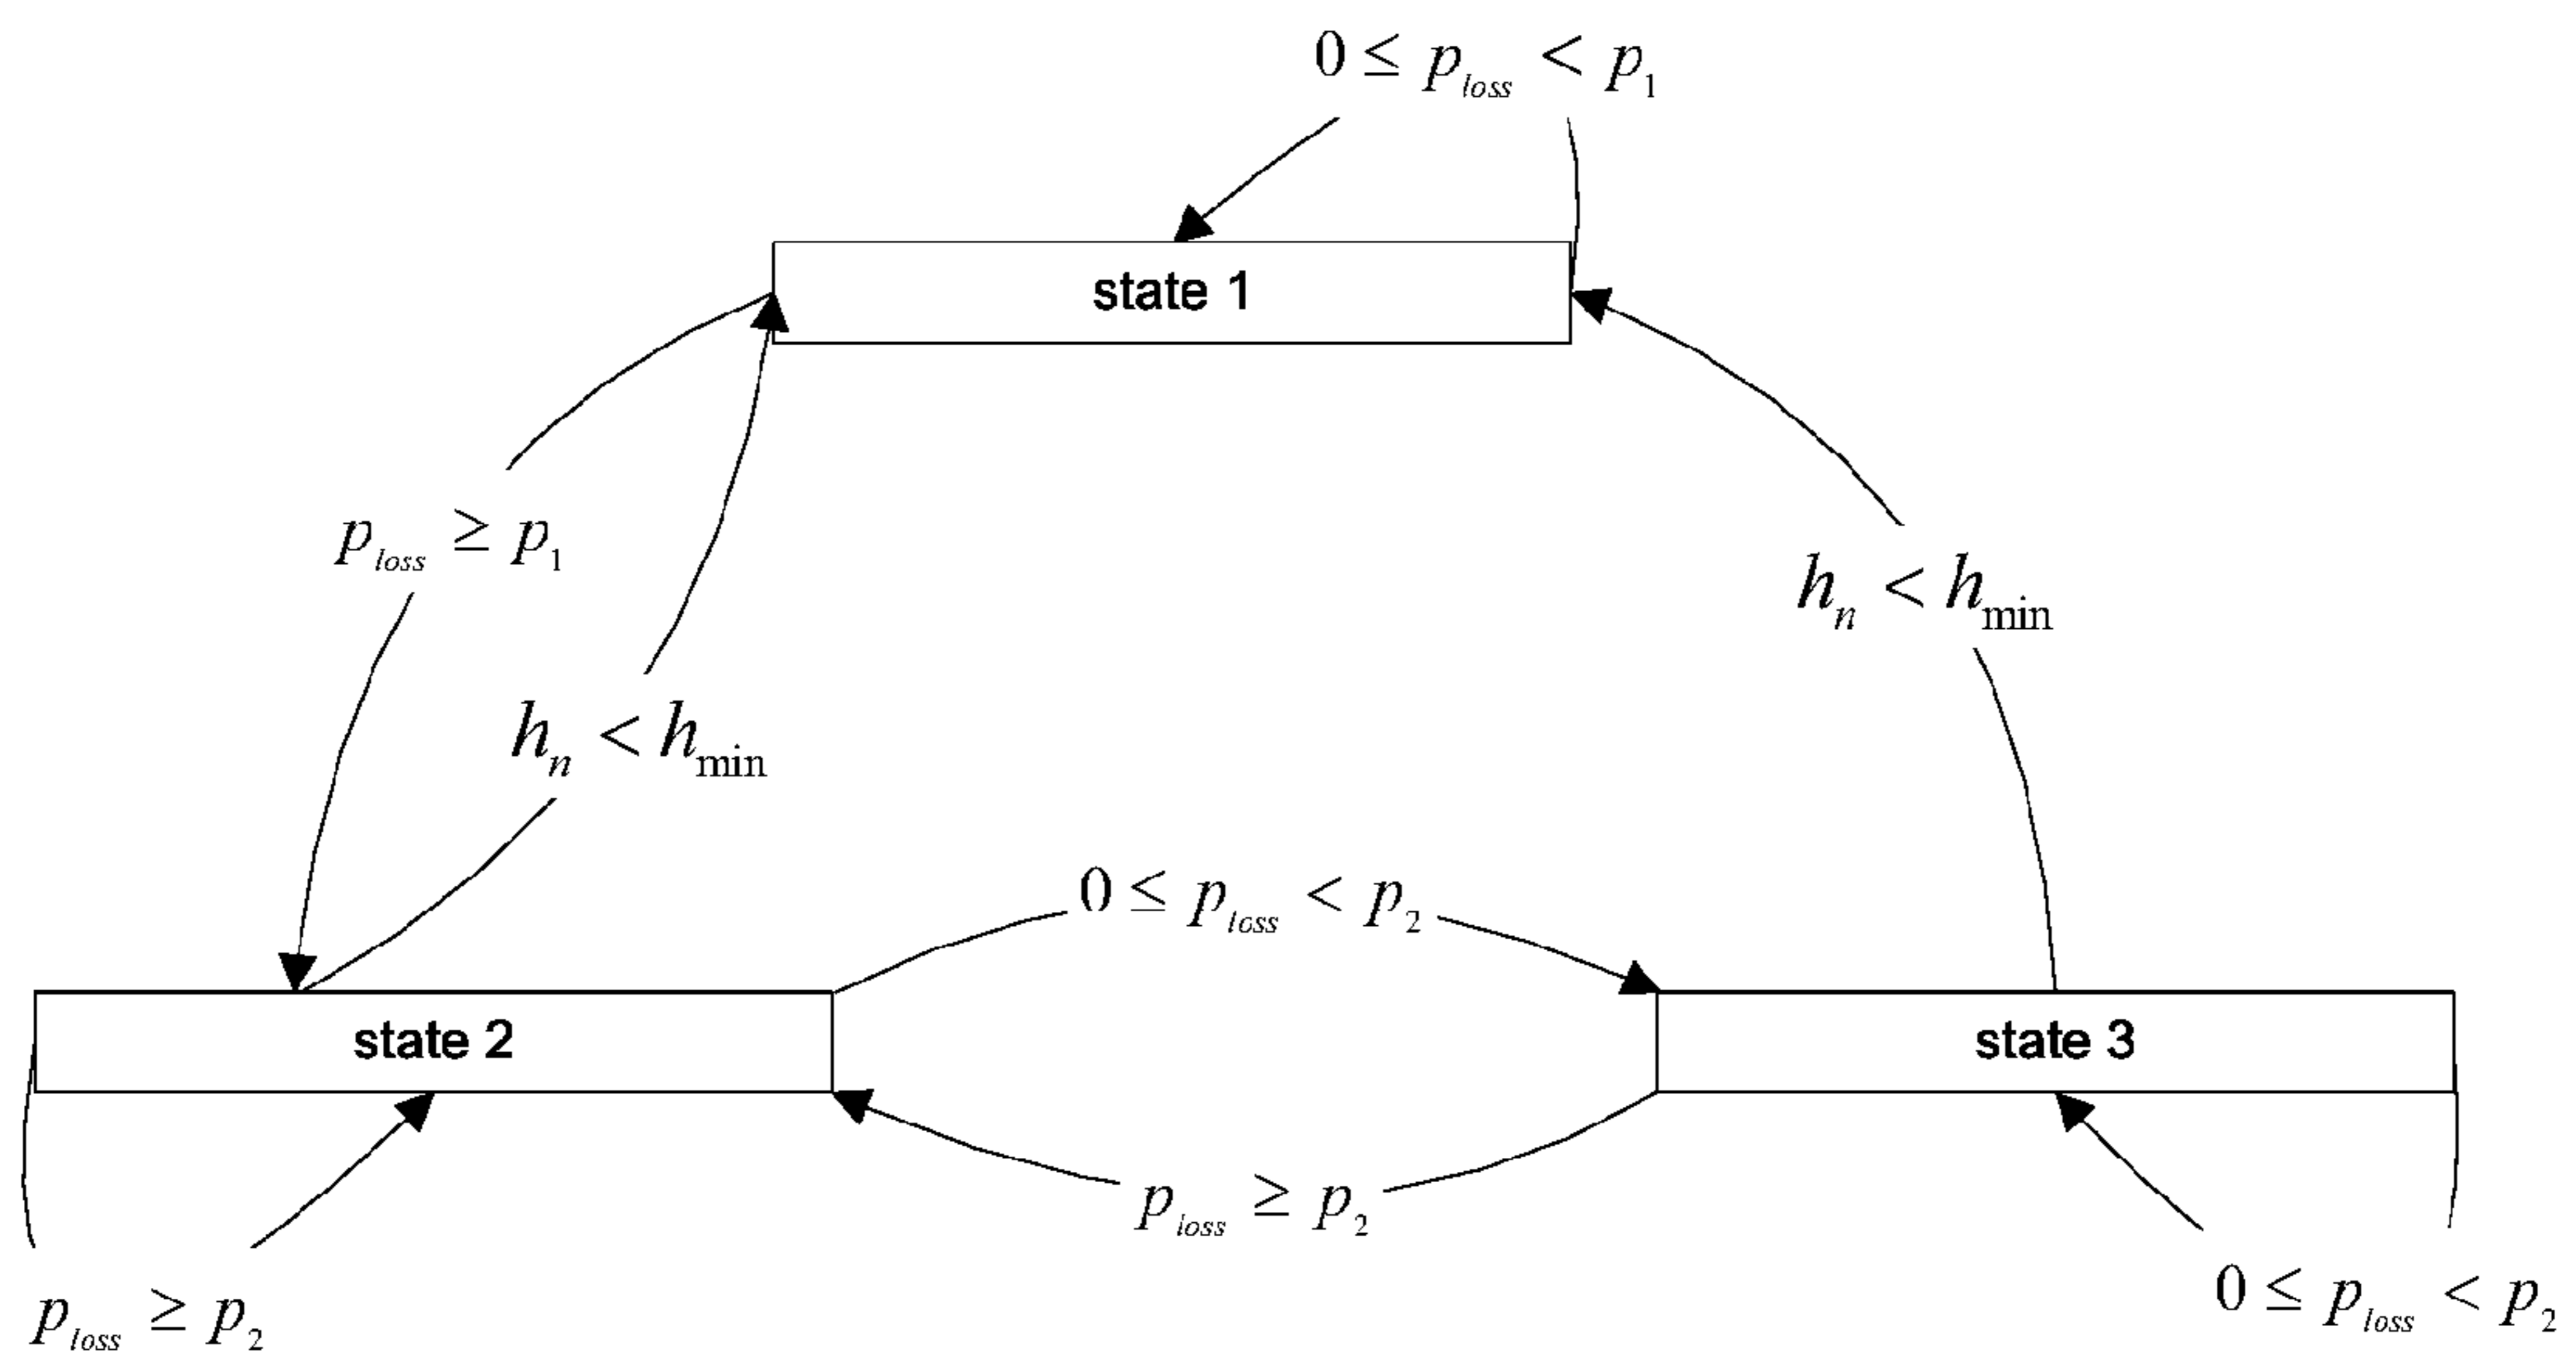 0 ≤ p_loss < p_1
state 1
p_loss ≥ p_1
h_n < h_min
h_n < h_min
0 ≤ p_loss < p_2
state 2
state 3
p_loss ≥ p_2
p_loss ≥ p_2
0 ≤ p_loss < p_2